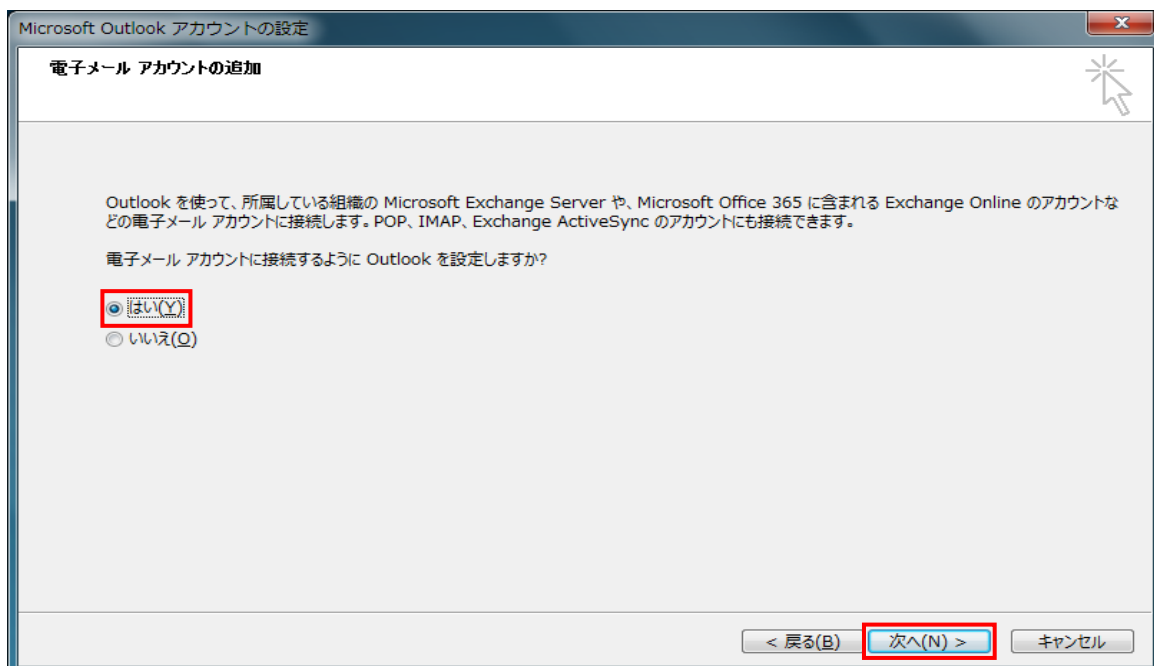 Microsoft Outlook アカウントの設定
電子メール アカウントの追加
Outlook を使って、所属している組織の Microsoft Exchange Server や、Microsoft Office 365 に含まれる Exchange Online のアカウントな
どの電子メール アカウントに接続します。POP、IMAP、Exchange ActiveSync のアカウントにも接続できます。
電子メール アカウントに接続するように Outlook を設定しますか?
はい(Y)
いいえ(O)
< 戻る(B) 次へ(N) > キャンセル